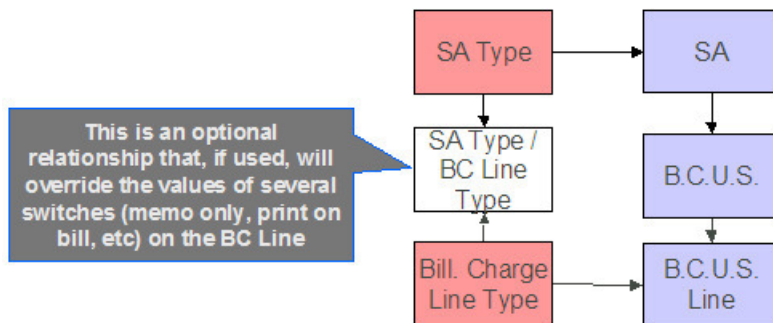 SA Type
SA
This is an optional
relationship that, if used, will
override the values of several
switches (memo only, print on
bill, etc) on the BC Line
SA Type /
BC Line
Type
B.C.U.S.
Bill. Charge
Line Type
B.C.U.S.
Line